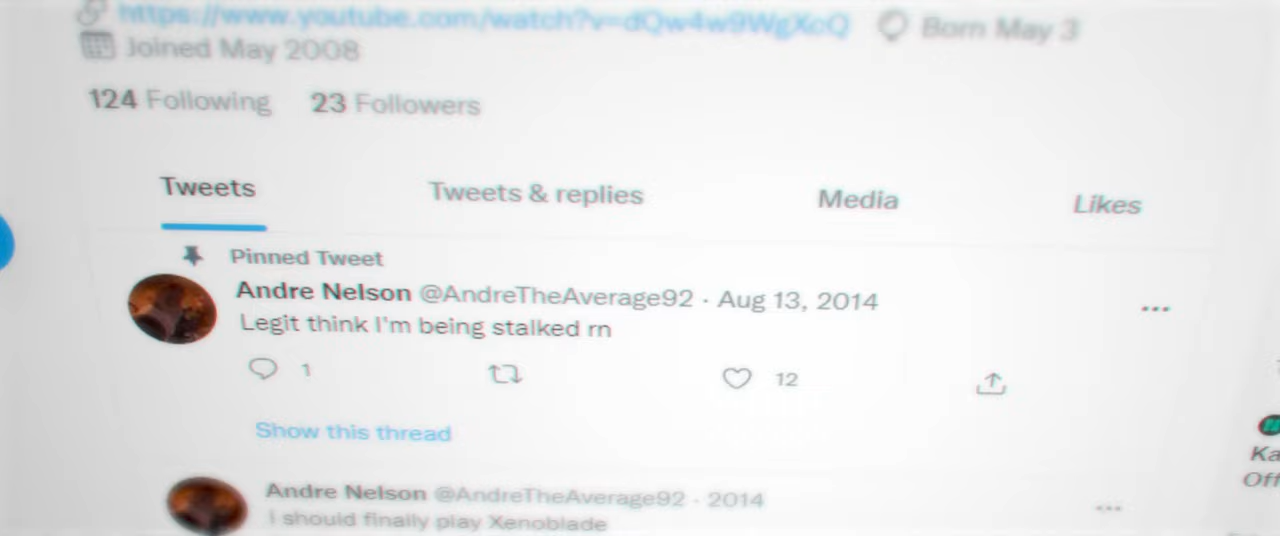 https://www.youtube.com/watch?v=dQw4w9WgXcQ Born May 3
Joined May 2008
124 Following 23 Followers
Tweets Tweets & replies Media Likes
Pinned Tweet
Andre Nelson @AndreTheAverage92 · Aug 13, 2014
Legit think I'm being stalked rn
1 12
Show this thread
Andre Nelson @AndreTheAverage92 · 2014
I should finally play Xenoblade
Ka
Off